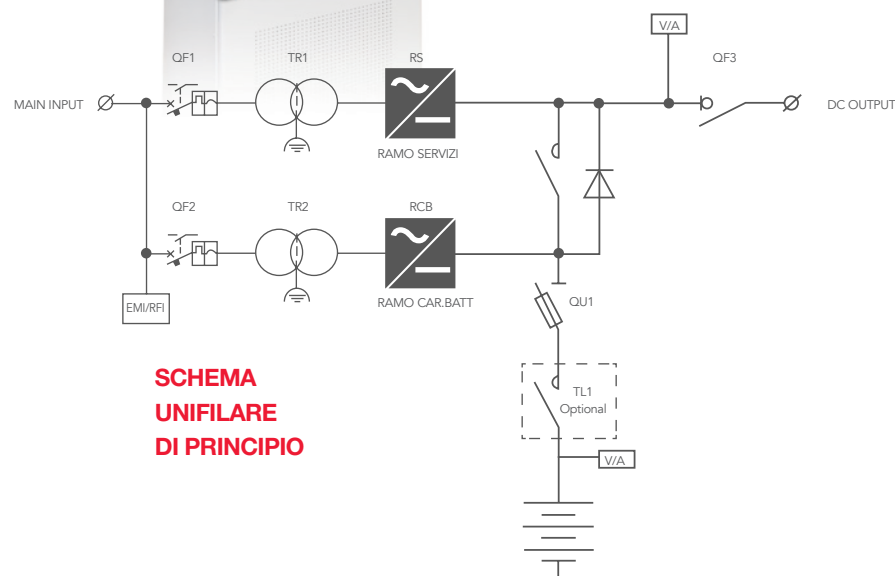 V/A
QF1 TR1 RS QF3
MAIN INPUT DC OUTPUT
RAMO SERVIZI
QF2 TR2 RCB
EMI/RFI RAMO CAR.BATT QU1
SCHEMA
UNIFILARE
DI PRINCIPIO
TL1
Optional
V/A